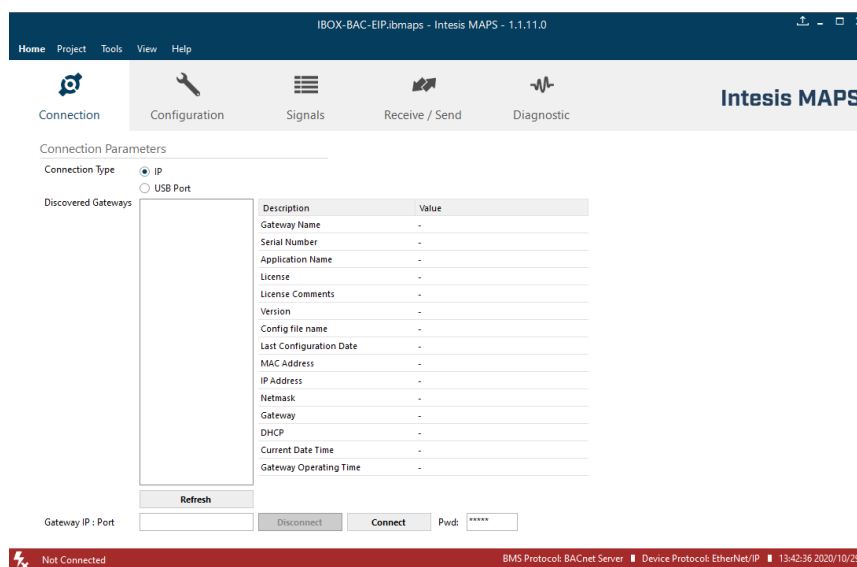 IBOX-BAC-EIP.ibmaps - Intesis MAPS - 1.1.11.0
Home Project Tools View Help
Connection Configuration Signals Receive / Send Diagnostic
Intesis MAPS
Connection Parameters
Connection Type IP
USB Port
Discovered Gateways
Description Value
Gateway Name -
Serial Number -
Application Name -
License -
License Comments -
Version -
Config file name -
Last Configuration Date -
MAC Address -
IP Address -
Netmask -
Gateway -
DHCP -
Current Date Time -
Gateway Operating Time -
Refresh
Gateway IP : Port Disconnect Connect Pwd: *****
Not Connected BMS Protocol: BACnet Server Device Protocol: EtherNet/IP 13:42:36 2020/10/29